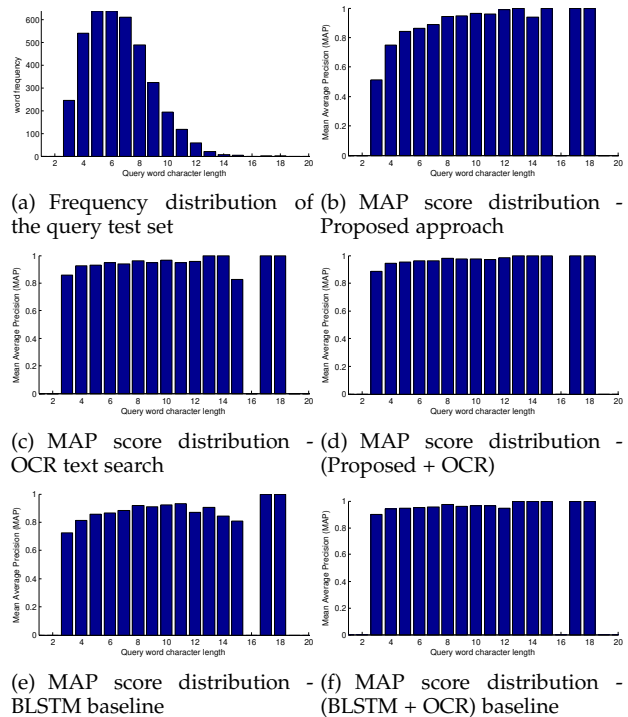 600
500
400
300
200
100
0
word frequency
2 4 6 8 10 12 14 16 18 20
Query word character length
1
0.8
0.6
0.4
0.2
0
Mean Average Precision (MAP)
2 4 6 8 10 12 14 16 18 20
Query word character length
(a) Frequency distribution of
the query test set
(b) MAP score distribution -
Proposed approach
1
0.8
0.6
0.4
0.2
0
Mean Average Precision (MAP)
2 4 6 8 10 12 14 16 18 20
Query word character length
1
0.8
0.6
0.4
0.2
0
Mean Average Precision (MAP)
2 4 6 8 10 12 14 16 18 20
Query word character length
(c) MAP score distribution -
OCR text search
(d) MAP score distribution -
(Proposed + OCR)
1
0.8
0.6
0.4
0.2
0
Mean Average Precision (MAP)
2 4 6 8 10 12 14 16 18 20
Query word character length
1
0.8
0.6
0.4
0.2
0
Mean Average Precision (MAP)
2 4 6 8 10 12 14 16 18 20
Query word character length
(e) MAP score distribution -
BLSTM baseline
(f) MAP score distribution -
(BLSTM + OCR) baseline